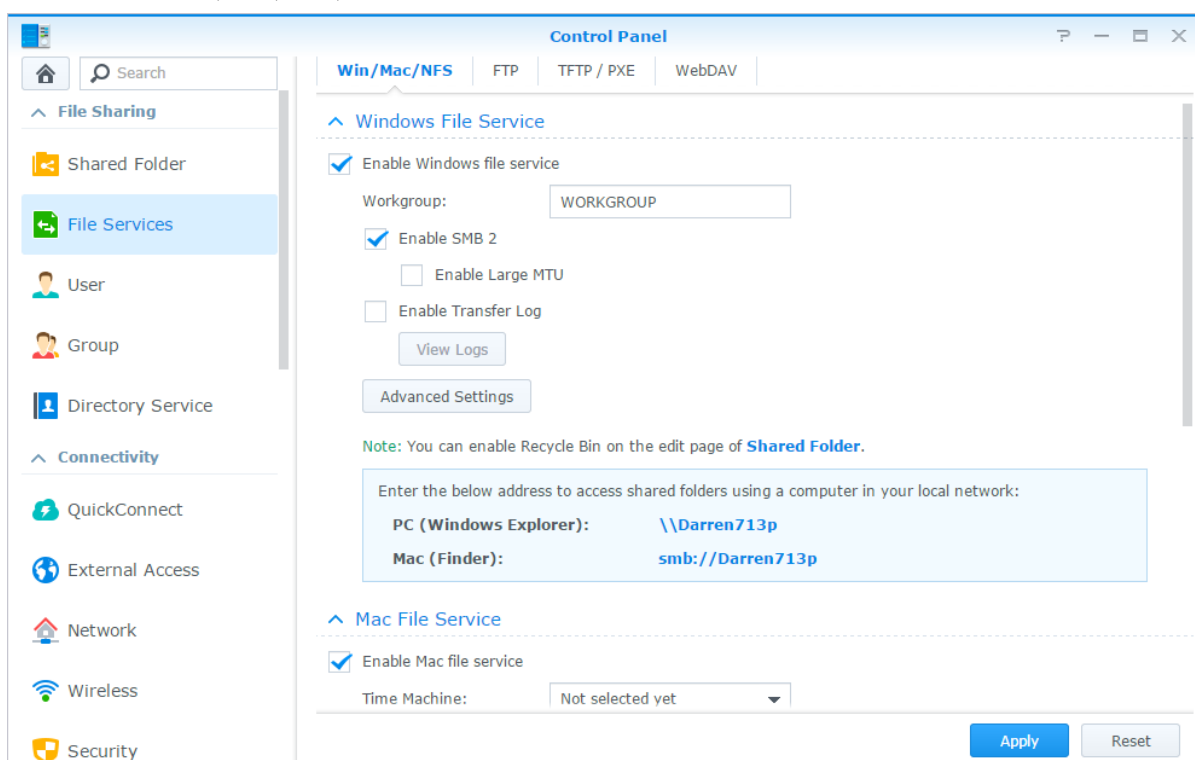 Control Panel
Search
File Sharing
Shared Folder
File Services
User
Group
Directory Service
Connectivity
QuickConnect
External Access
Network
Wireless
Security
Win/Mac/NFS FTP TFTP / PXE WebDAV
Windows File Service
Enable Windows file service
Workgroup: WORKGROUP
Enable SMB 2
Enable Large MTU
Enable Transfer Log
View Logs
Advanced Settings
Note: You can enable Recycle Bin on the edit page of Shared Folder.
Enter the below address to access shared folders using a computer in your local network:
PC (Windows Explorer): \\Darren713p
Mac (Finder): smb://Darren713p
Mac File Service
Enable Mac file service
Time Machine: Not selected yet
Apply Reset